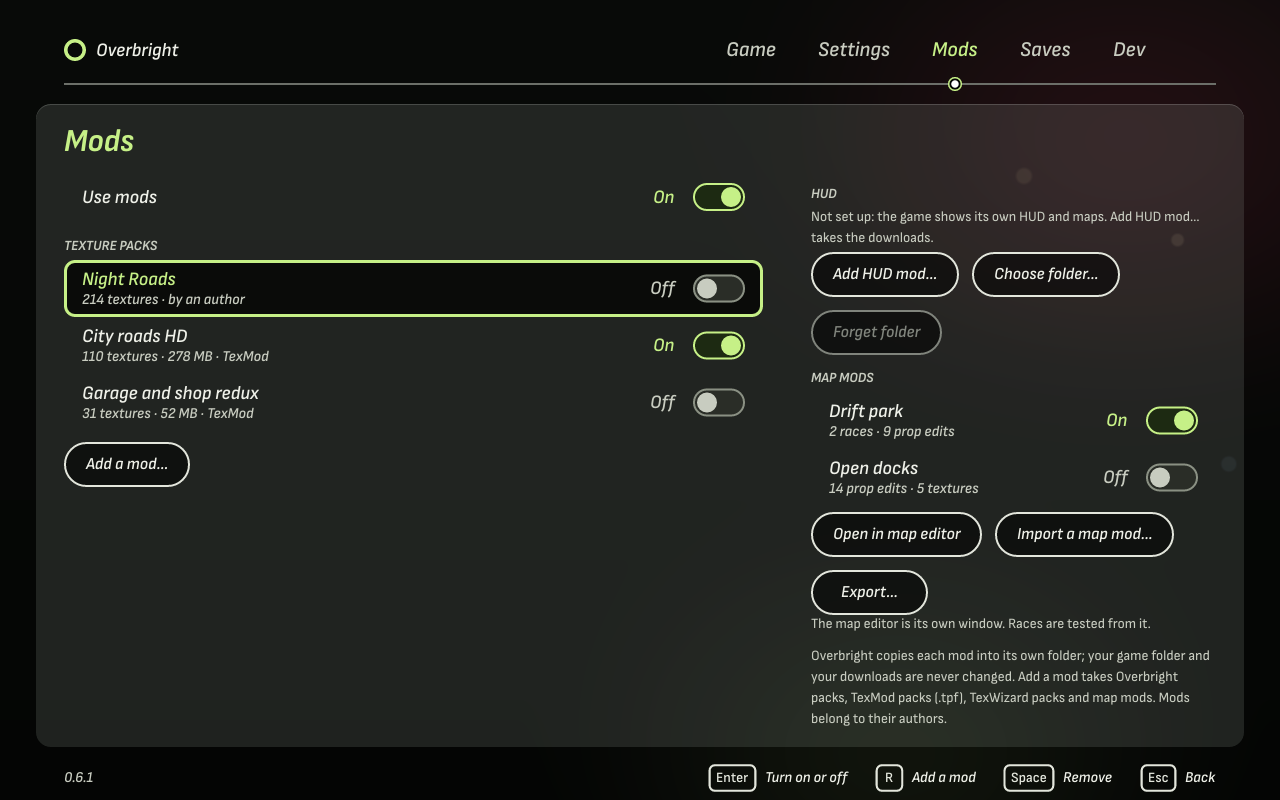 Overbright
Game
Settings
Mods
Saves
Dev
Mods
Use mods
On
TEXTURE PACKS
Night Roads
214 textures · by an author
Off
City roads HD
110 textures · 278 MB · TexMod
On
Garage and shop redux
31 textures · 52 MB · TexMod
Off
Add a mod...
HUD
Not set up: the game shows its own HUD and maps. Add HUD mod...
takes the downloads.
Add HUD mod...
Choose folder...
Forget folder
MAP MODS
Drift park
2 races · 9 prop edits
On
Open docks
14 prop edits · 5 textures
Off
Open in map editor
Import a map mod...
Export...
The map editor is its own window. Races are tested from it.
Overbright copies each mod into its own folder; your game folder and
your downloads are never changed. Add a mod takes Overbright
packs, TexMod packs (.tpf), TexWizard packs and map mods. Mods
belong to their authors.
0.6.1
Enter Turn on or off
R Add a mod
Space Remove
Esc Back